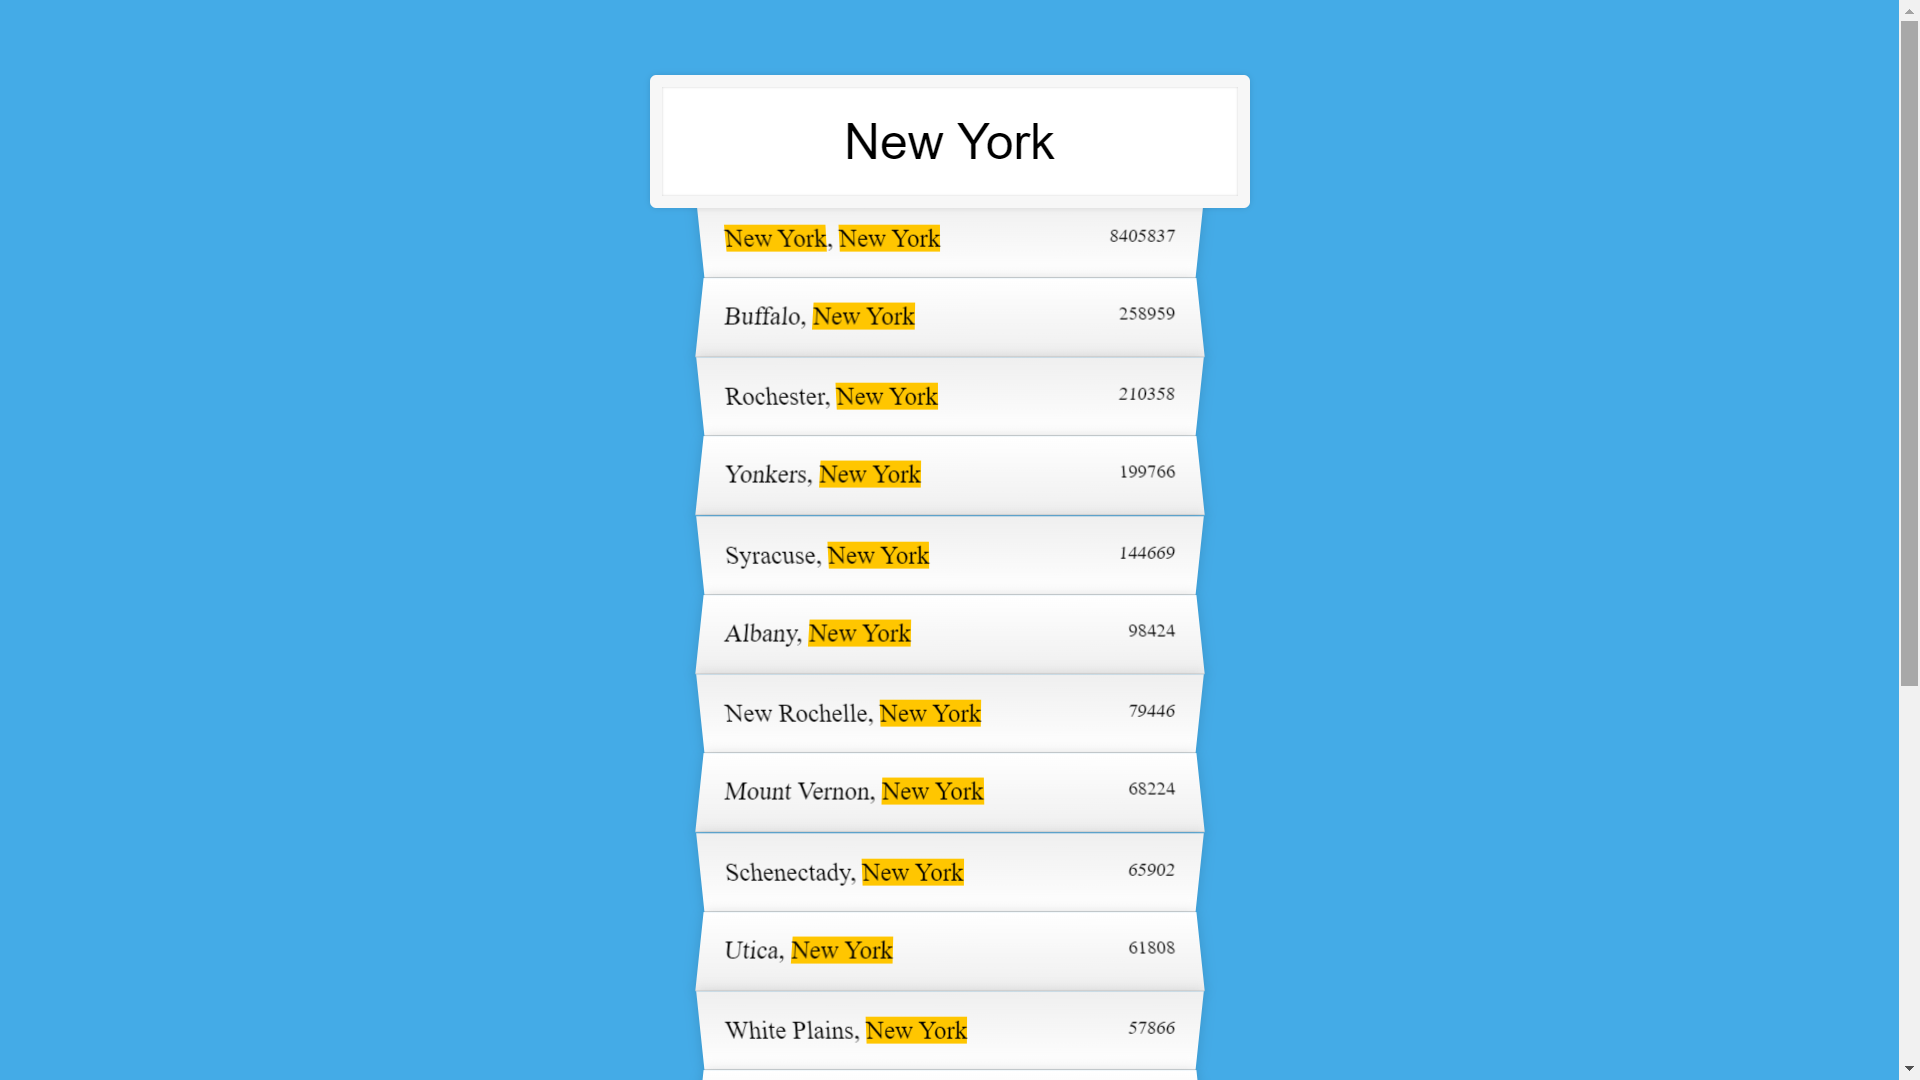 New York
New York, New York 8405837
Buffalo, New York 258959
Rochester, New York 210358
Yonkers, New York 199766
Syracuse, New York 144669
Albany, New York 98424
New Rochelle, New York 79446
Mount Vernon, New York 68224
Schenectady, New York 65902
Utica, New York 61808
White Plains, New York 57866